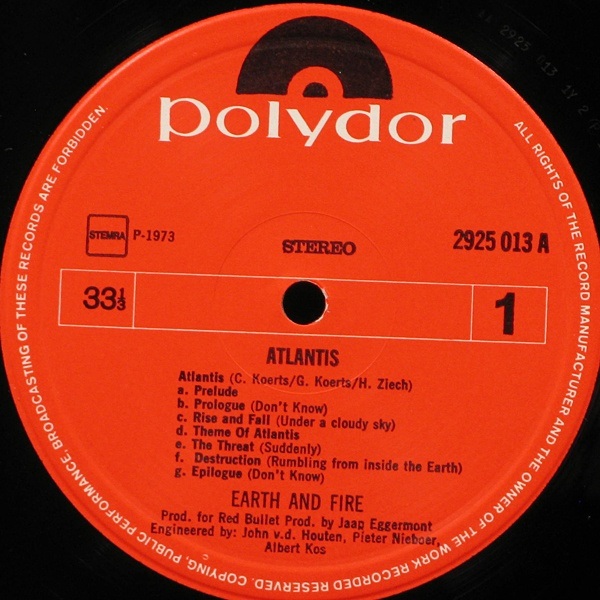 polydor
STEMRA P-1973
STEREO
2925 013 A
33 1/3
1
ATLANTIS
Atlantis (C. Koerts/G. Koerts/H. Ziech)
a. Prelude
b. Prologue (Don't Know)
c. Rise and Fall (Under a cloudy sky)
d. Theme Of Atlantis
e. The Threat (Suddenly)
f. Destruction (Rumbling from inside the Earth)
g. Epilogue (Don't Know)
EARTH AND FIRE
Prod. for Red Bullet Prod. by Jaap Eggermont
Engineered by: John v.d. Houten, Pieter Nieboer,
Albert Kos
ALL RIGHTS OF THE RECORD MANUFACTURER AND THE OWNER OF THE WORK RECORDED RESERVED. COPYING, PUBLIC PERFORMANCE, BROADCASTING OF THESE RECORDS ARE FORBIDDEN.